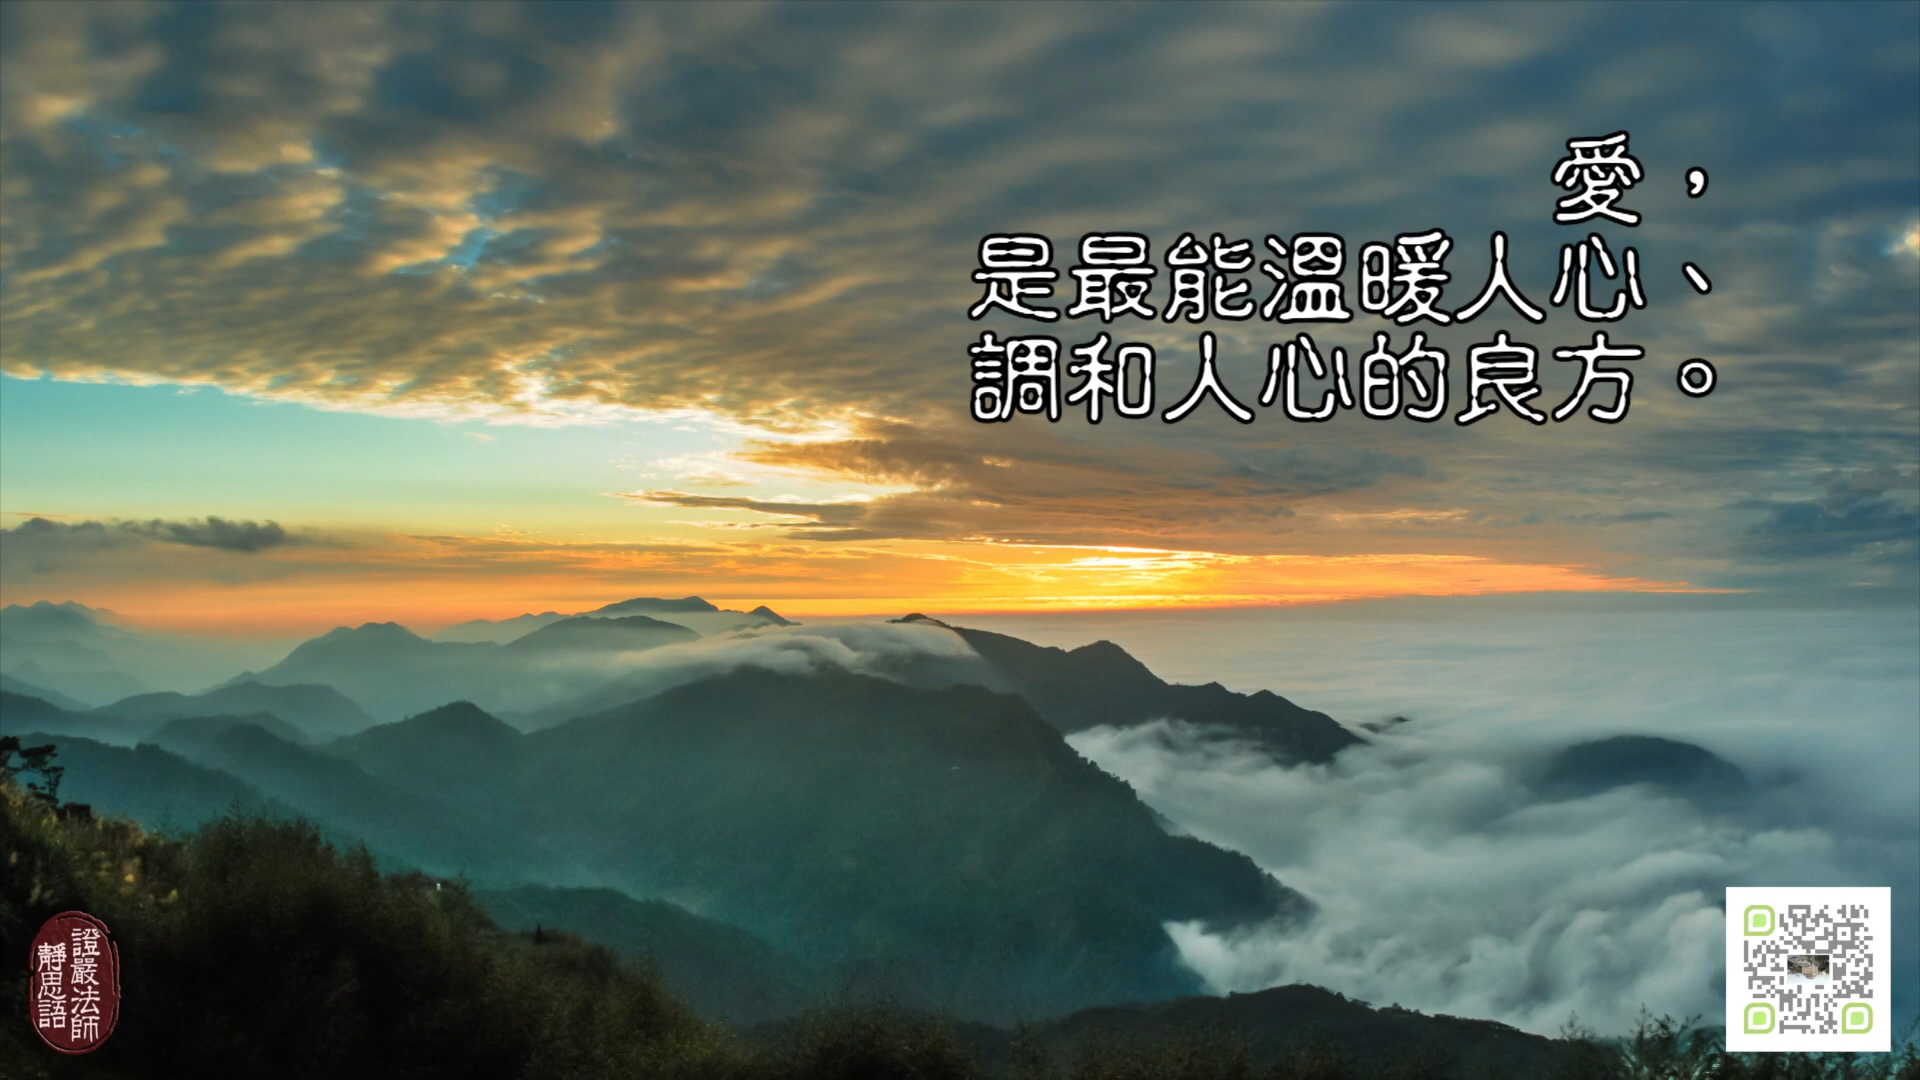 愛，
是最能溫暖人心、
調和人心的良方。
證嚴法師
靜思語